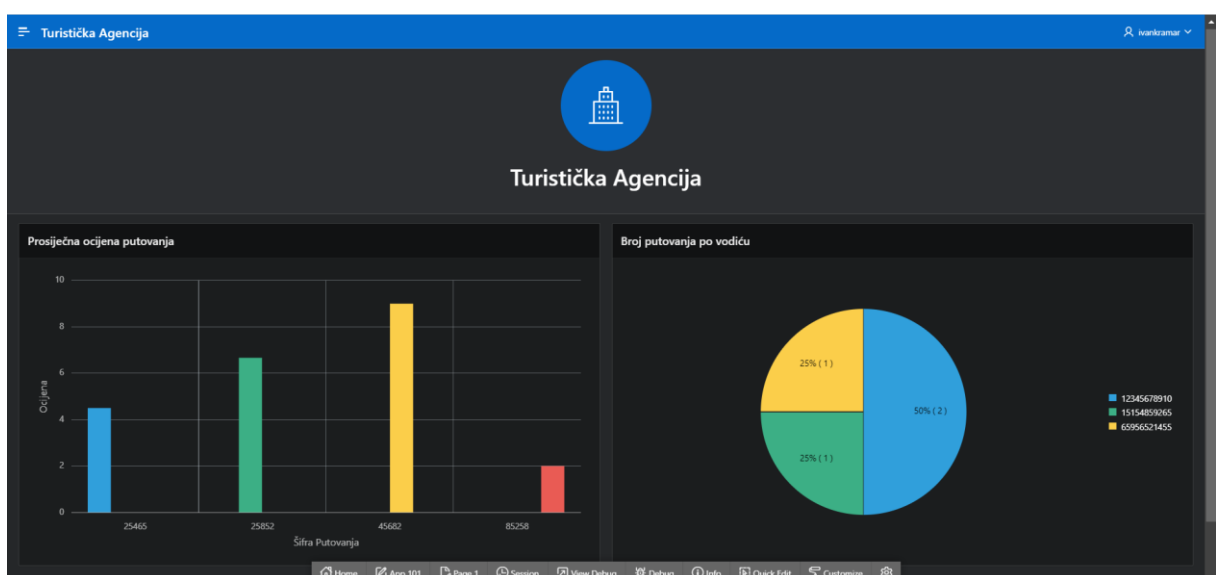 Turistička Agencija
ivankramar
Turistička Agencija
Prosiječna ocijena putovanja
10
8
6
4
2
0
Ocijena
25465 25852 45682 85258
Šifra Putovanja
Broj putovanja po vodiću
25% ( 1 )
50% ( 2 )
25% ( 1 )
12345678910
15154859265
65956521455
Home App 101 Page 1 Session View Debug Debug Info Quick Edit Customize